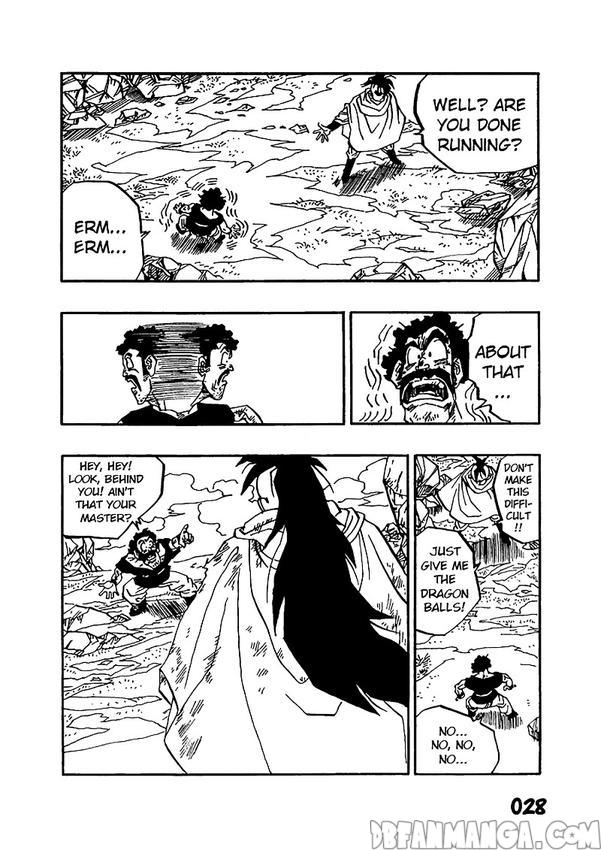 WELL? ARE
YOU DONE
RUNNING?
ERM...
ERM...
ABOUT
THAT
...
DON'T
MAKE
THIS
DIFFI-
CULT
!!
JUST
GIVE ME
THE
DRAGON
BALLS!
NO...
NO, NO,
NO...
HEY, HEY!
LOOK, BEHIND
YOU! AIN'T
THAT YOUR
MASTER?
028
DBFANMANGA.COM